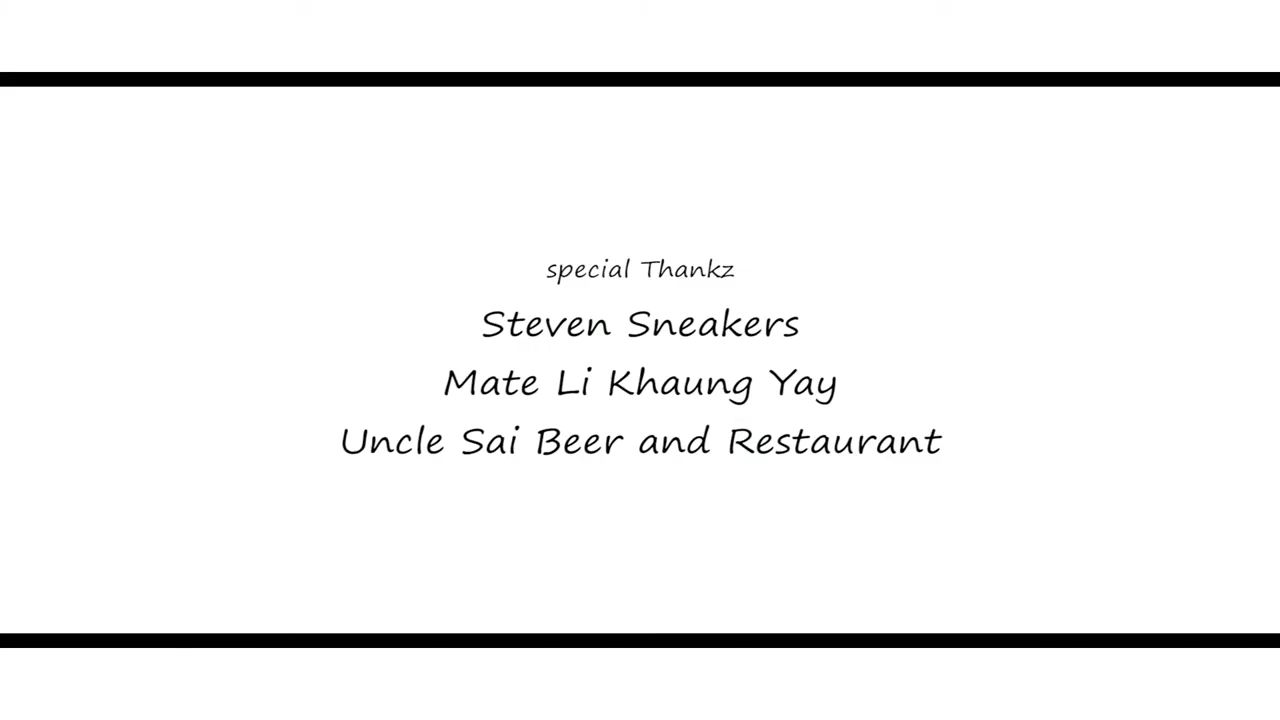 special Thankz
Steven Sneakers
Mate Li Khaung Yay
Uncle Sai Beer and Restaurant